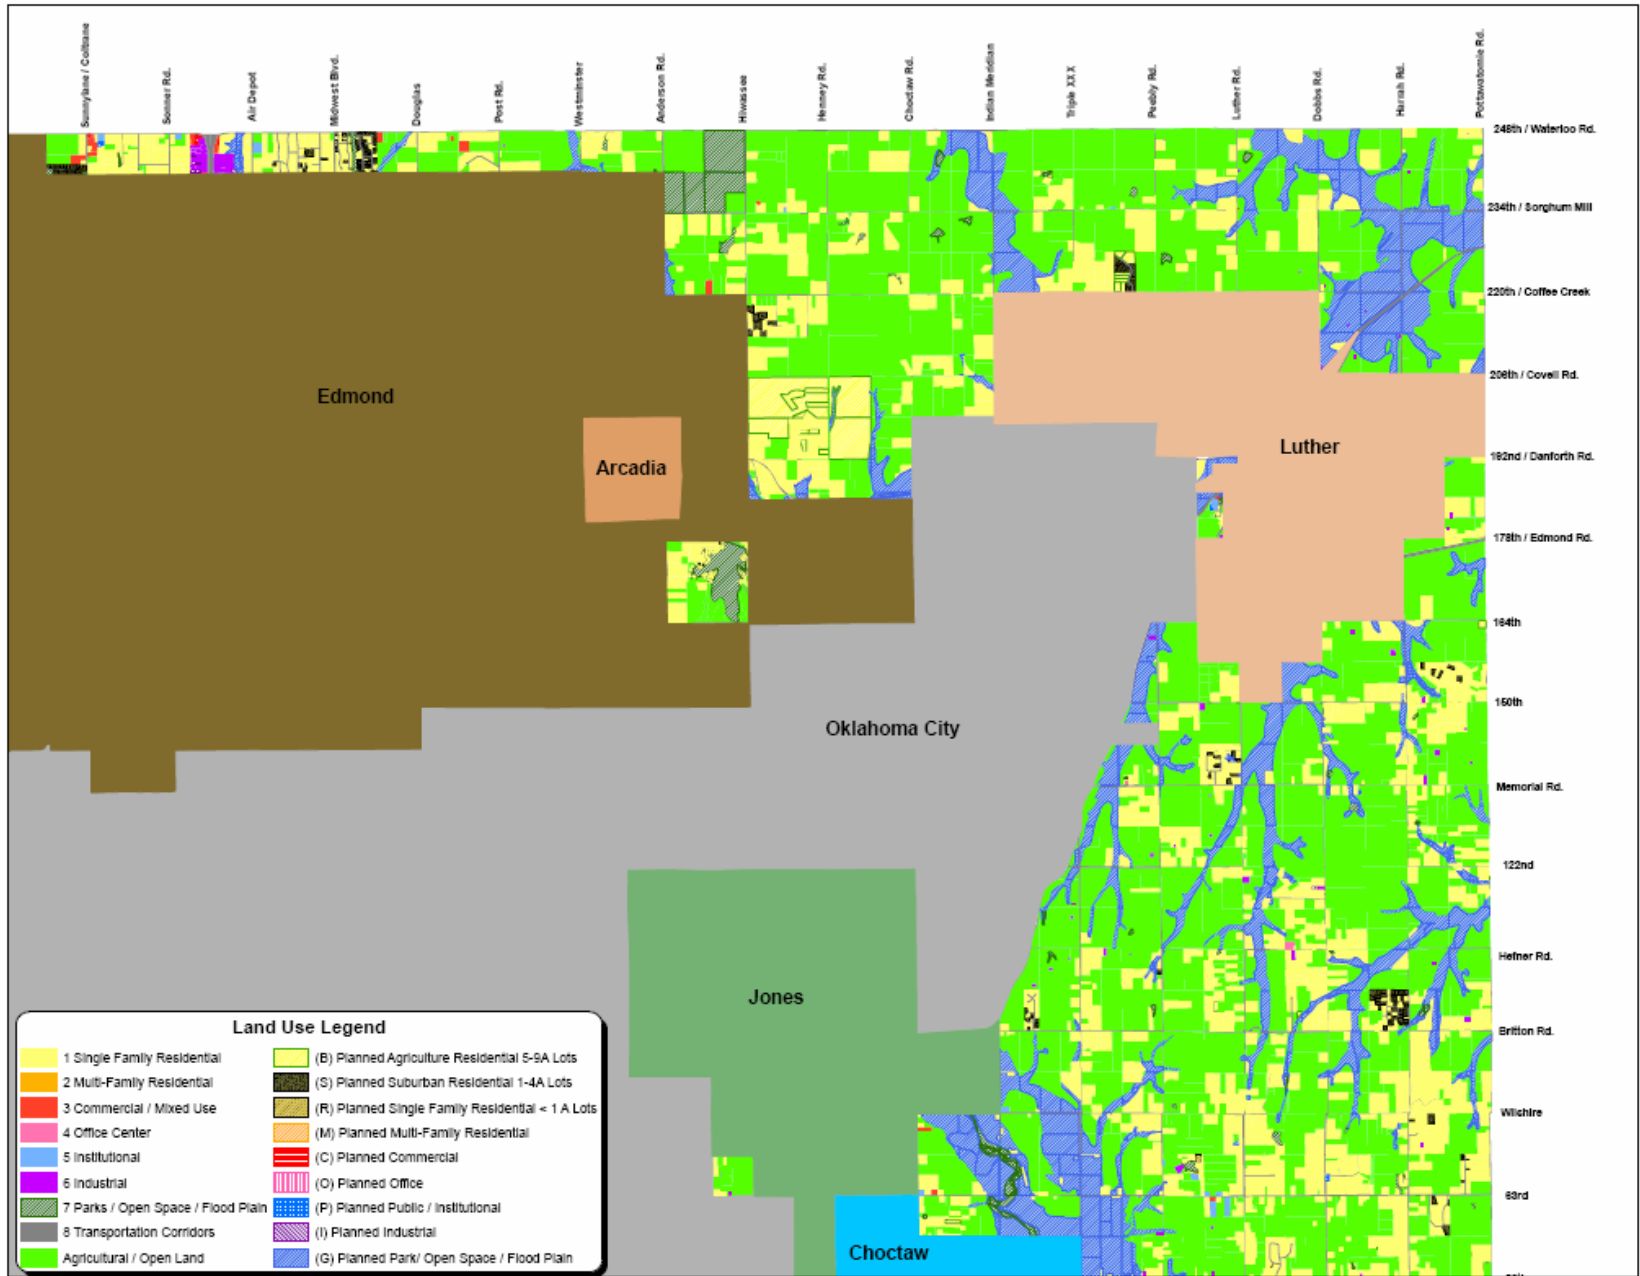 Sunnylane / Coltrane
Sonner Rd.
Air Depot
Midwest Blvd.
Douglas
Post Rd.
Westminster
Anderson Rd.
Hiwassee
Henney Rd.
Choctaw Rd.
Indian Meridian
Triple XXX
Peebly Rd.
Luther Rd.
Dobbs Rd.
Harrah Rd.
Pottawatomie Rd.
248th / Waterloo Rd.
234th / Sorghum Mill
220th / Coffee Creek
206th / Covell Rd.
Edmond
Luther
Arcadia
192nd / Danforth Rd.
178th / Edmond Rd.
164th
150th
Oklahoma City
Memorial Rd.
122nd
Hefner Rd.
Jones
Britton Rd.
Wilshire
63rd
Choctaw
Land Use Legend
1 Single Family Residential
2 Multi-Family Residential
3 Commercial / Mixed Use
4 Office Center
5 Institutional
6 Industrial
7 Parks / Open Space / Flood Plain
8 Transportation Corridors
Agricultural / Open Land
(B) Planned Agriculture Residential 5-9A Lots
(S) Planned Suburban Residential 1-4A Lots
(R) Planned Single Family Residential < 1 A Lots
(M) Planned Multi-Family Residential
(C) Planned Commercial
(O) Planned Office
(P) Planned Public / Institutional
(I) Planned Industrial
(G) Planned Park/ Open Space / Flood Plain